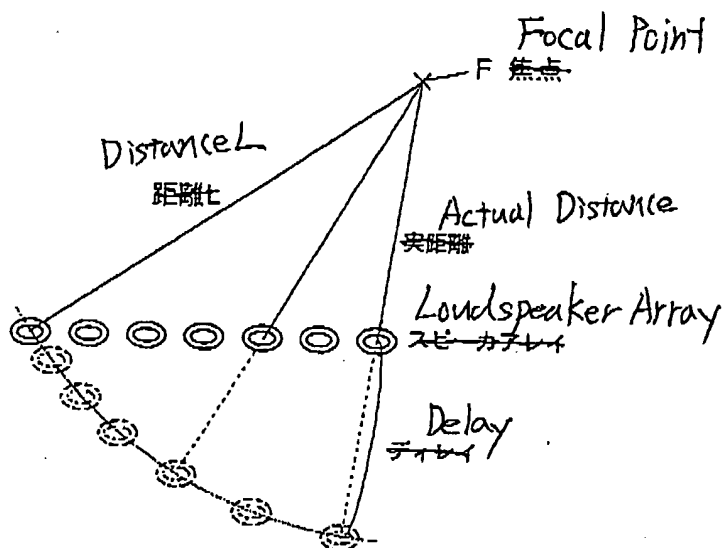 Focal Point
F 焦点
Distance L
距離L
Actual Distance
実距離
Loudspeaker Array
スピーカアレイ
Delay
ディレイ